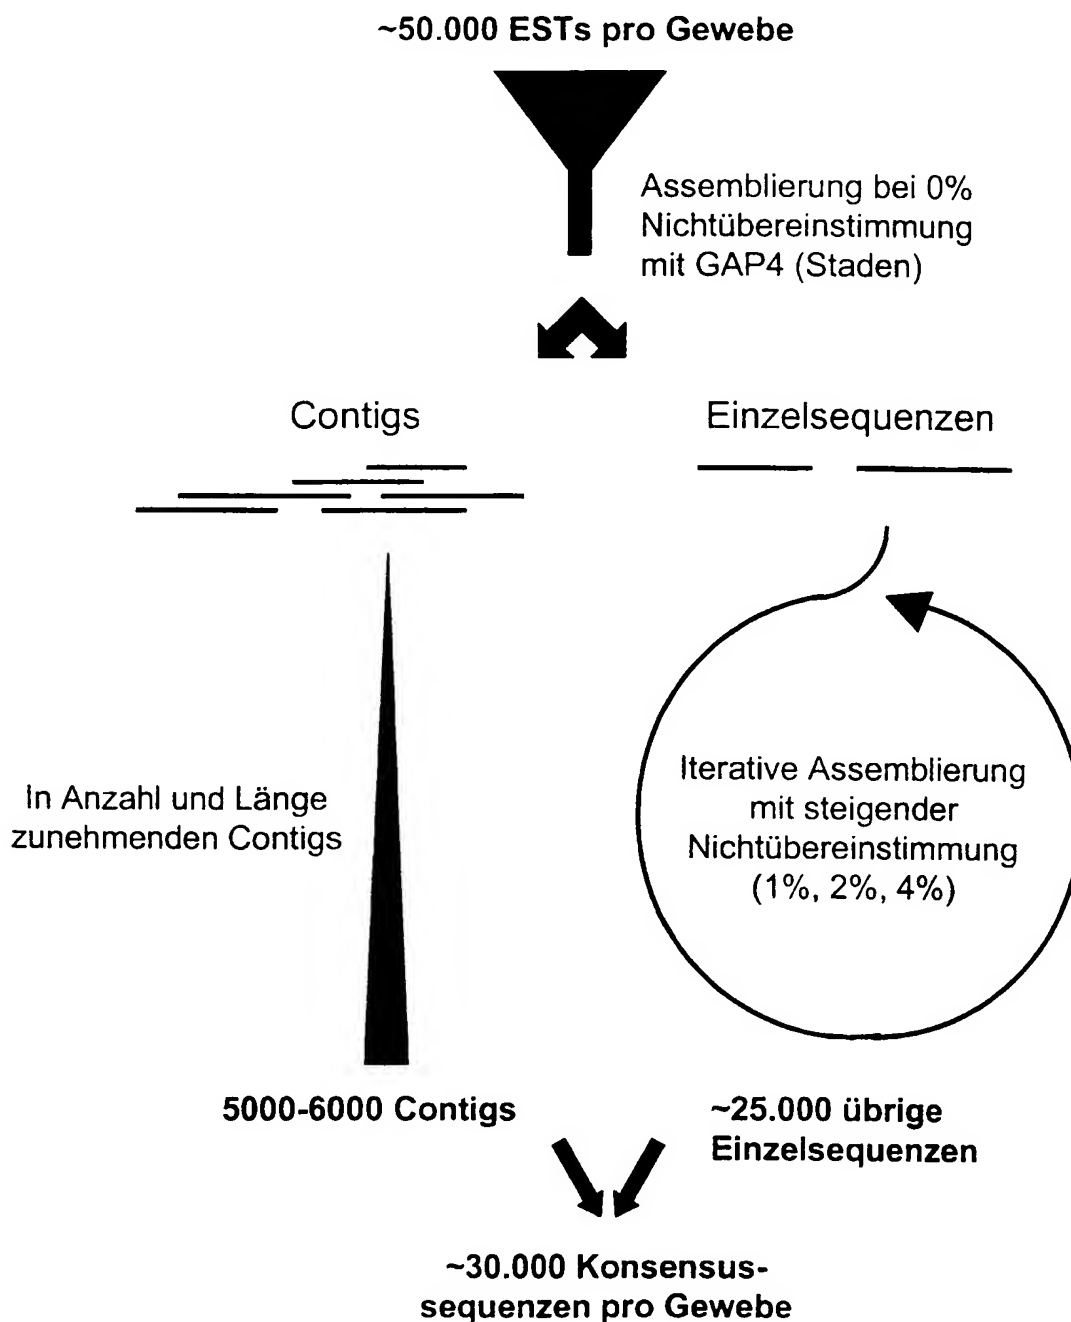 ~50.000 ESTs pro Gewebe
Assemblierung bei 0%
Nichtübereinstimmung
mit GAP4 (Staden)
Contigs
Einzelsequenzen
In Anzahl und Länge
zunehmenden Contigs
Iterative Assemblierung
mit steigender
Nichtübereinstimmung
(1%, 2%, 4%)
5000-6000 Contigs
~25.000 übrige
Einzelsequenzen
~30.000 Konsensus-
sequenzen pro Gewebe